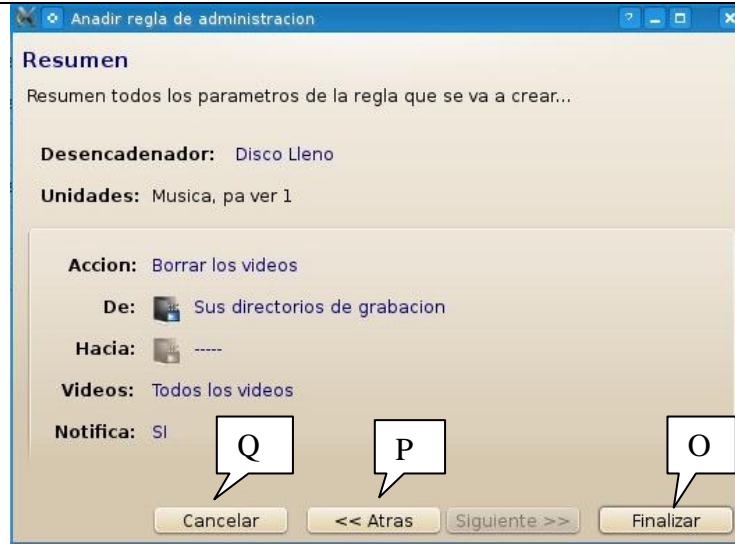 Anadir regla de administracion
Resumen
Resumen todos los parametros de la regla que se va a crear...
Desencadenador: Disco Lleno
Unidades: Musica, pa ver 1
Accion: Borrar los videos
De: Sus directorios de grabacion
Hacia: -----
Videos: Todos los videos
Notifica: SI
Q P O
Cancelar << Atras Siguiente >> Finalizar